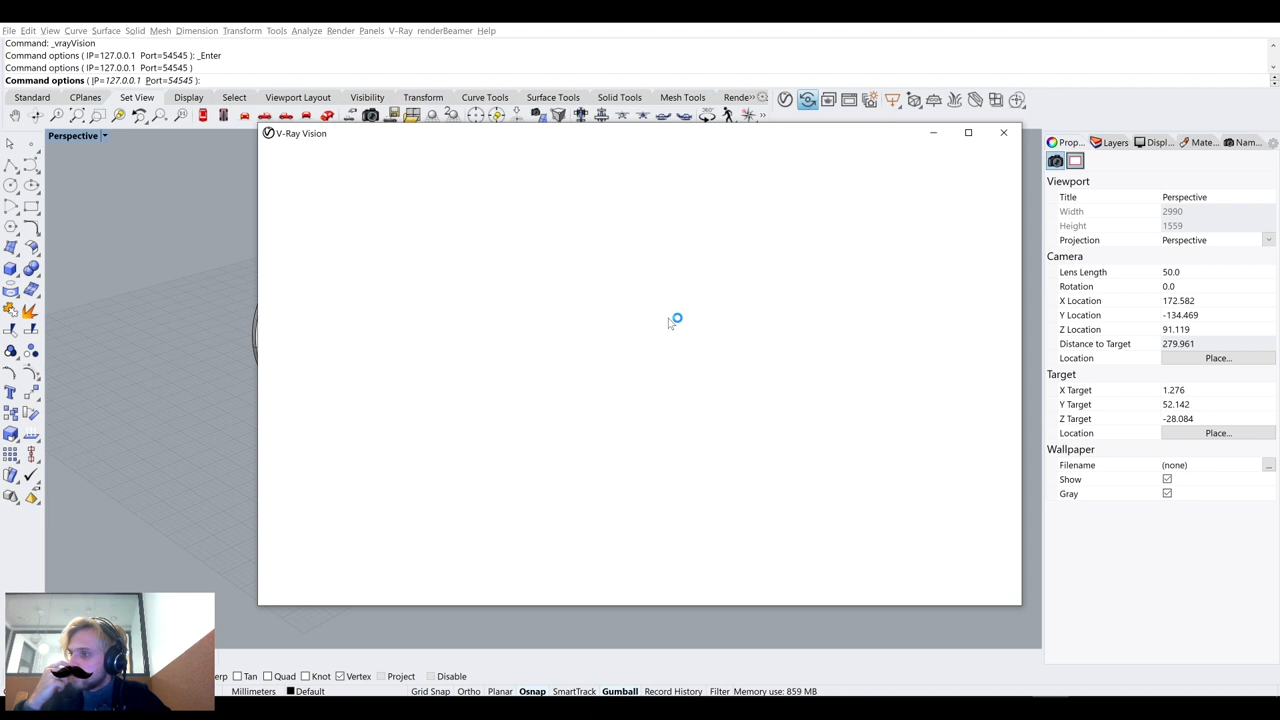 File Edit View Curve Surface Solid Mesh Dimension Transform Tools Analyze Render Panels V-Ray renderBeamer Help
Command: _vrayVision
Command options ( IP=127.0.0.1 Port=54545 ): _Enter
Command options ( IP=127.0.0.1 Port=54545 )
Command options ( IP=127.0.0.1 Port=54545 ):
Standard CPlanes Set View Display Select Viewport Layout Visibility Transform Curve Tools Surface Tools Solid Tools Mesh Tools Rende
Perspective
V-Ray Vision
Prop... Layers Displ... Mate... Nam...
Viewport
Title Perspective
Width 2990
Height 1559
Projection Perspective
Camera
Lens Length 50.0
Rotation 0.0
X Location 172.582
Y Location -134.469
Z Location 91.119
Distance to Target 279.961
Location Place...
Target
X Target 1.276
Y Target 52.142
Z Target -28.084
Location Place...
Wallpaper
Filename (none) ...
Show
Gray
erp Tan Quad Knot Vertex Project Disable
Millimeters Default Grid Snap Ortho Planar Osnap SmartTrack Gumball Record History Filter Memory use: 859 MB